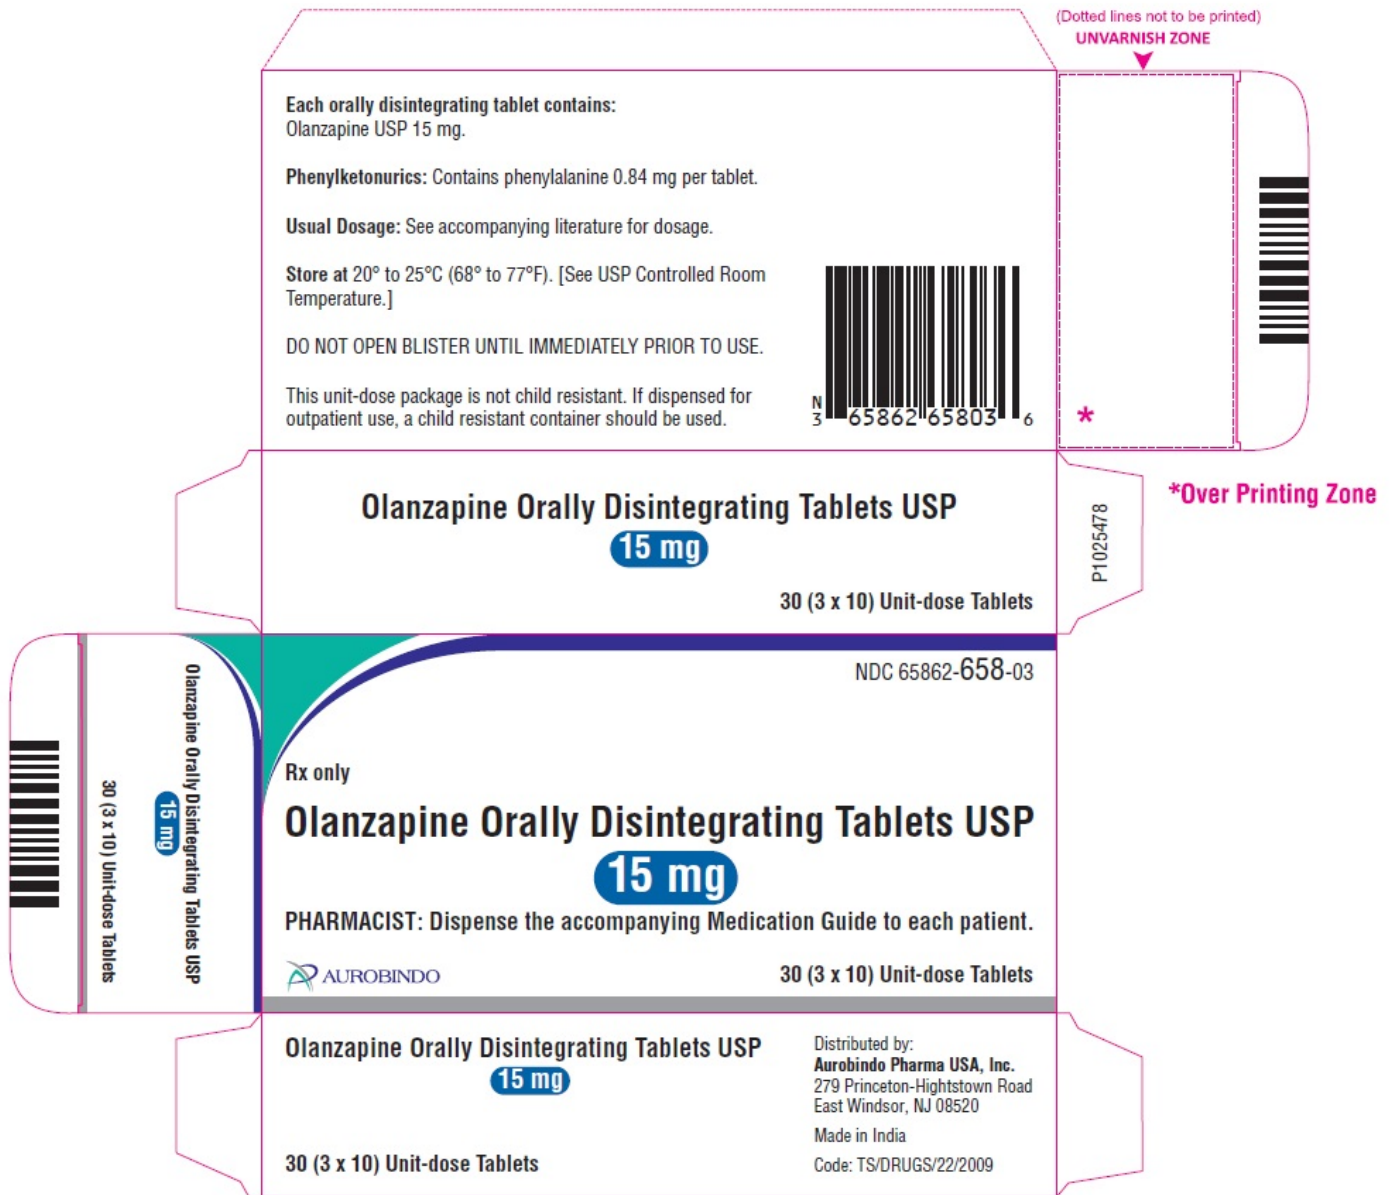 (Dotted lines not to be printed)
UNVARNISH ZONE
Each orally disintegrating tablet contains:
Olanzapine USP 15 mg.
Phenylketonurics: Contains phenylalanine 0.84 mg per tablet.
Usual Dosage: See accompanying literature for dosage.
Store at 20° to 25°C (68° to 77°F). [See USP Controlled Room
Temperature.]
DO NOT OPEN BLISTER UNTIL IMMEDIATELY PRIOR TO USE.
This unit-dose package is not child resistant. If dispensed for
outpatient use, a child resistant container should be used.
N
3 65862 65803 6
*
*Over Printing Zone
Olanzapine Orally Disintegrating Tablets USP
15 mg
30 (3 x 10) Unit-dose Tablets
P1025478
Olanzapine Orally Disintegrating Tablets USP
15 mg
30 (3 x 10) Unit-dose Tablets
NDC 65862-658-03
Rx only
Olanzapine Orally Disintegrating Tablets USP
15 mg
PHARMACIST: Dispense the accompanying Medication Guide to each patient.
AUROBINDO
30 (3 x 10) Unit-dose Tablets
Olanzapine Orally Disintegrating Tablets USP
15 mg
30 (3 x 10) Unit-dose Tablets
Distributed by:
Aurobindo Pharma USA, Inc.
279 Princeton-Hightstown Road
East Windsor, NJ 08520
Made in India
Code: TS/DRUGS/22/2009